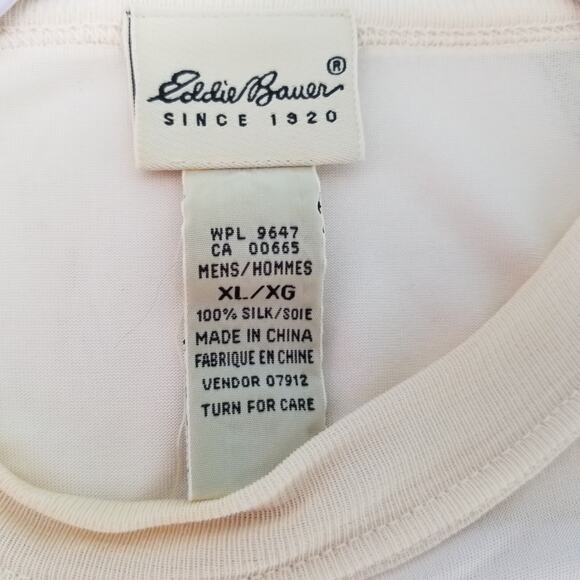 Eddie Bauer®
SINCE 1920
WPL 9647
CA 00665
MENS/HOMMES
XL/XG
100% SILK/SOIE
MADE IN CHINA
FABRIQUE EN CHINE
VENDOR 07912
TURN FOR CARE